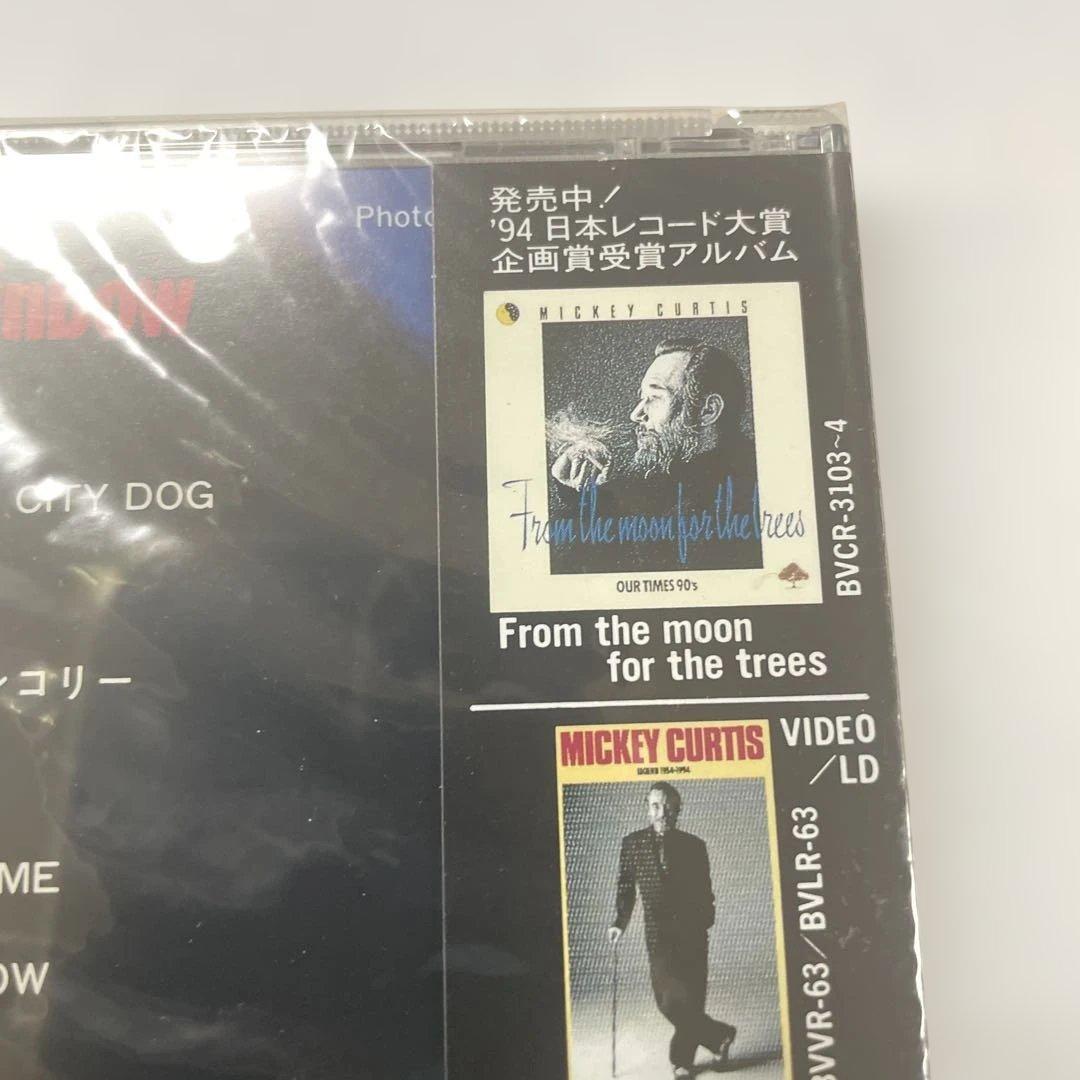 Photo
CITY DOG
コリー
ME
OW
発売中!
'94 日本レコード大賞
企画賞受賞アルバム
MICKEY CURTIS
From the moon for the trees
OUR TIMES 90's
BVCR-3103~4
From the moon
for the trees
VIDEO
/LD
MICKEY CURTIS
LEGEND 1954-1994
BVVR-63/BVLR-63